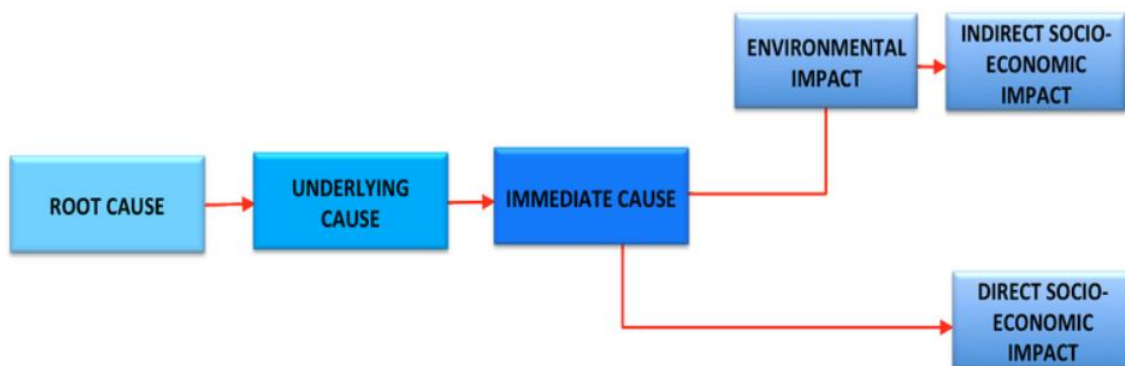 ROOT CAUSE
UNDERLYING
CAUSE
IMMEDIATE CAUSE
ENVIRONMENTAL
IMPACT
INDIRECT SOCIO-
ECONOMIC
IMPACT
DIRECT SOCIO-
ECONOMIC
IMPACT